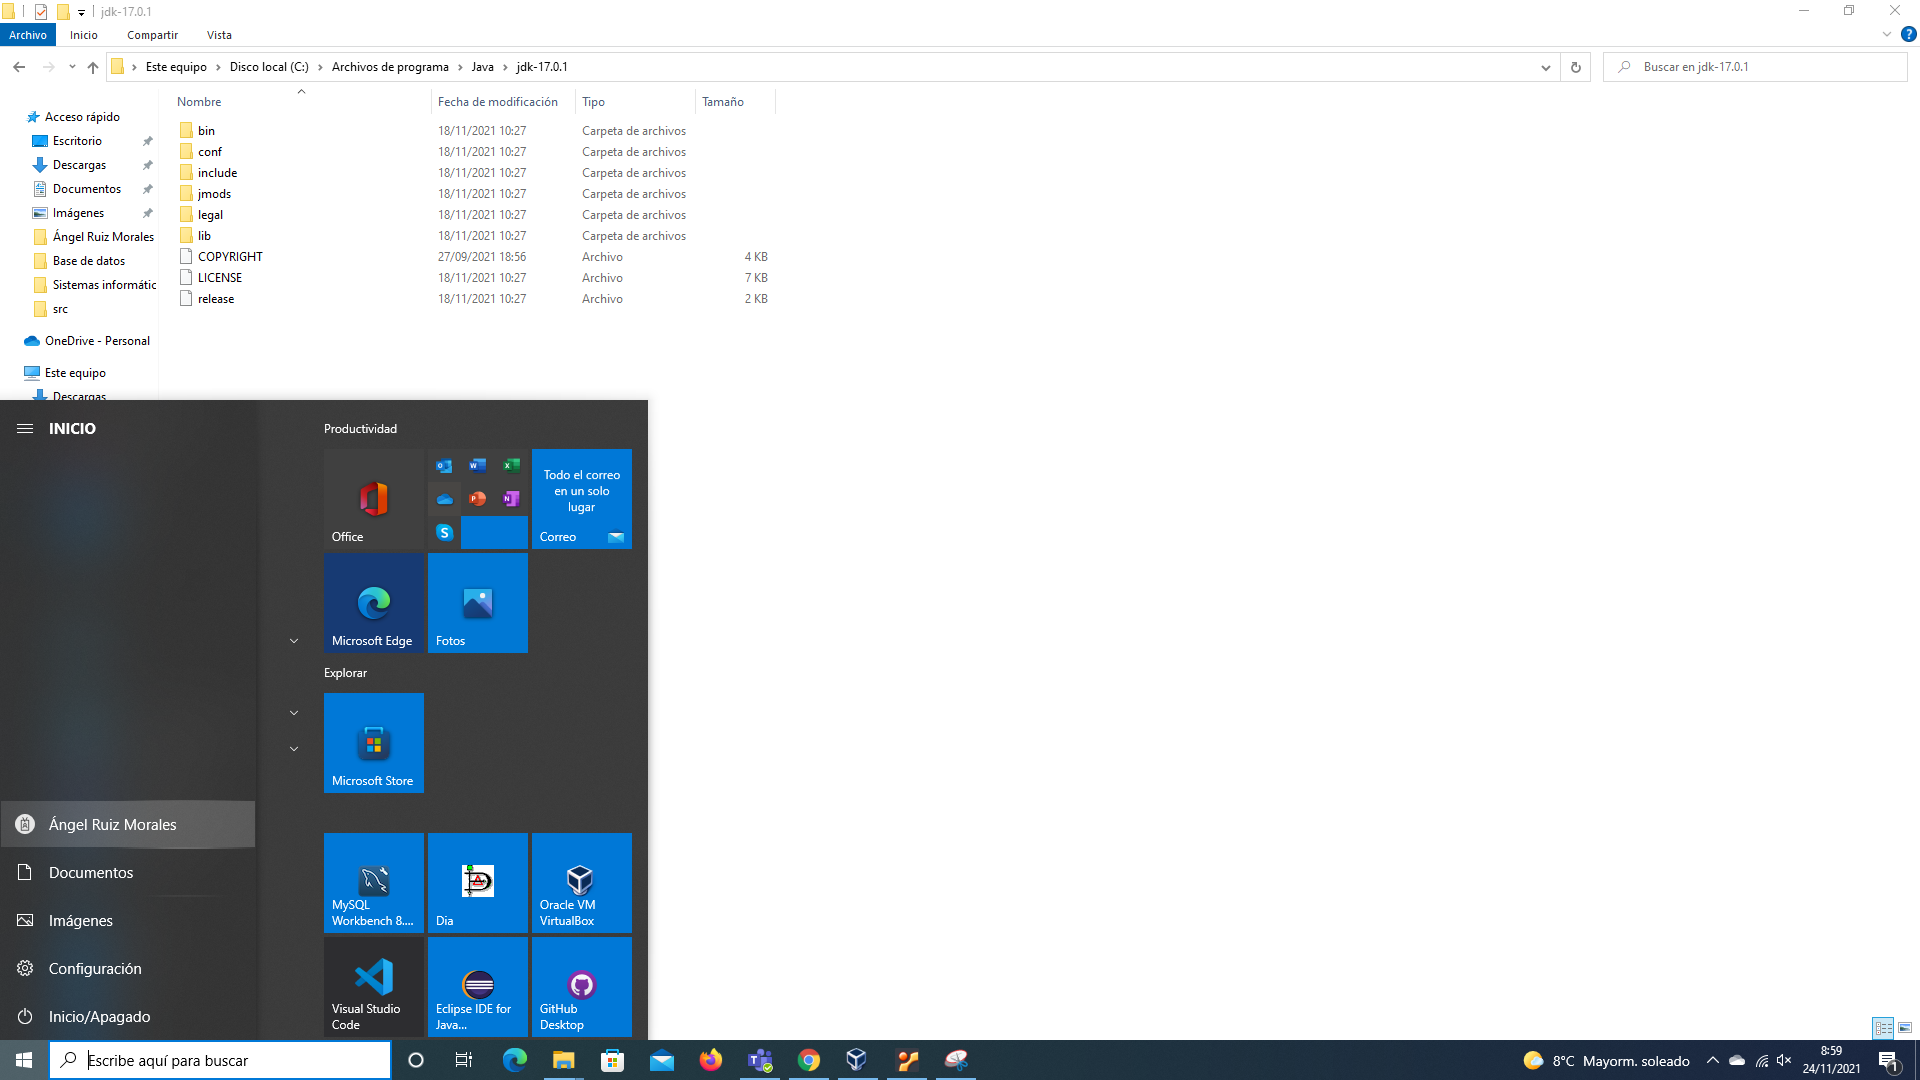 jdk-17.0.1
Archivo Inicio Compartir Vista
Este equipo Disco local (C:) Archivos de programa Java jdk-17.0.1
Buscar en jdk-17.0.1
Nombre Fecha de modificación Tipo Tamaño
Acceso rápido
Escritorio
Descargas
Documentos
Imágenes
Ángel Ruiz Morales
Base de datos
Sistemas informátic
src
OneDrive - Personal
Este equipo
Descargas
bin 18/11/2021 10:27 Carpeta de archivos
conf 18/11/2021 10:27 Carpeta de archivos
include 18/11/2021 10:27 Carpeta de archivos
jmods 18/11/2021 10:27 Carpeta de archivos
legal 18/11/2021 10:27 Carpeta de archivos
lib 18/11/2021 10:27 Carpeta de archivos
COPYRIGHT 27/09/2021 18:56 Archivo 4 KB
LICENSE 18/11/2021 10:27 Archivo 7 KB
release 18/11/2021 10:27 Archivo 2 KB
INICIO
Ángel Ruiz Morales
Documentos
Imágenes
Configuración
Inicio/Apagado
Productividad
Office
Todo el correo
en un solo
lugar
Correo
Microsoft Edge
Fotos
Explorar
Microsoft Store
MySQL
Workbench 8....
Dia
Oracle VM
VirtualBox
Visual Studio
Code
Eclipse IDE for
Java...
GitHub
Desktop
Escribe aquí para buscar
8°C Mayorm. soleado
8:59
24/11/2021
1